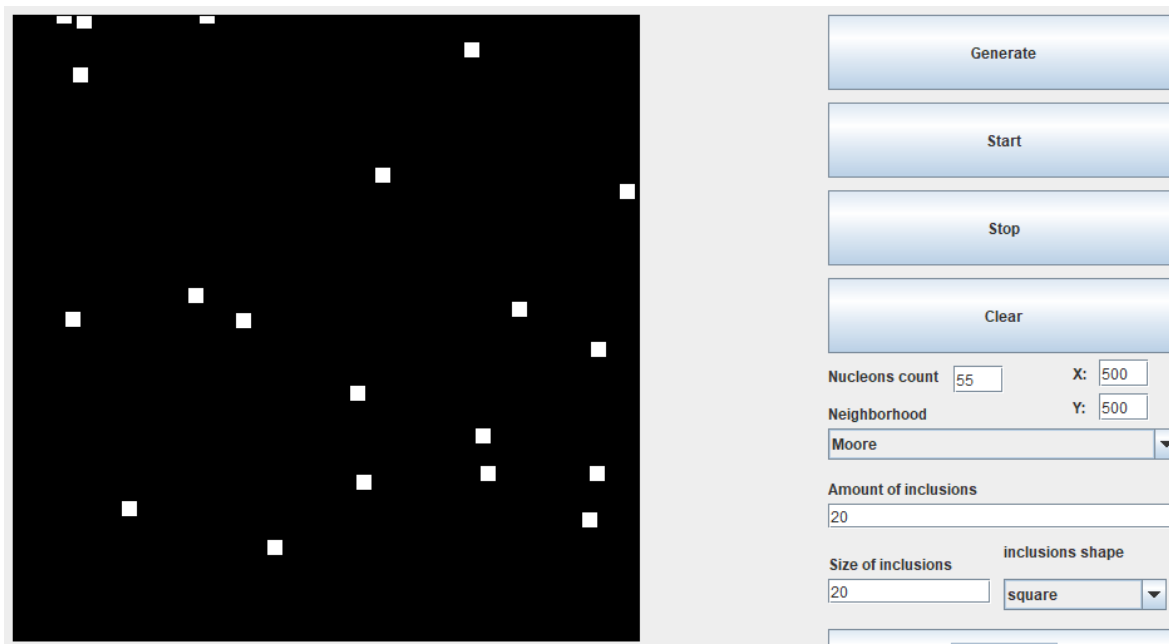 Generate
Start
Stop
Clear
Nucleons count 55 X: 500
Neighborhood Y: 500
Moore
Amount of inclusions
20
Size of inclusions inclusions shape
20 square